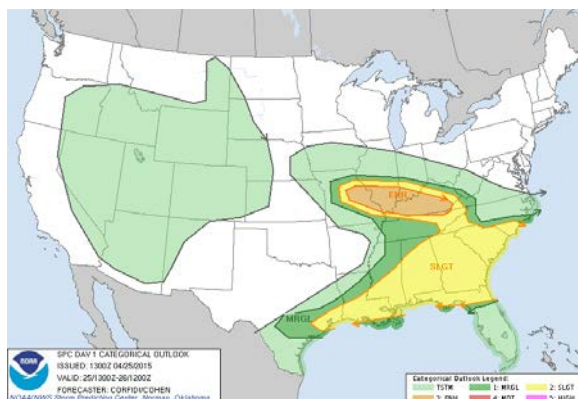 ENH
SLGT
MRGL
SPC DAY 1 CATEGORICAL OUTLOOK
ISSUED: 1300Z 04/25/2015
VALID: 25/1300Z-26/1200Z
FORECASTER: CORFIDI/COHEN
NOAA/NWS Storm Prediction Center, Norman, Oklahoma
NOAA
Categorical Outlook Legend:
TSTM 1: MRGL 2: SLGT
3: ENH 4: MDT 5: HIGH